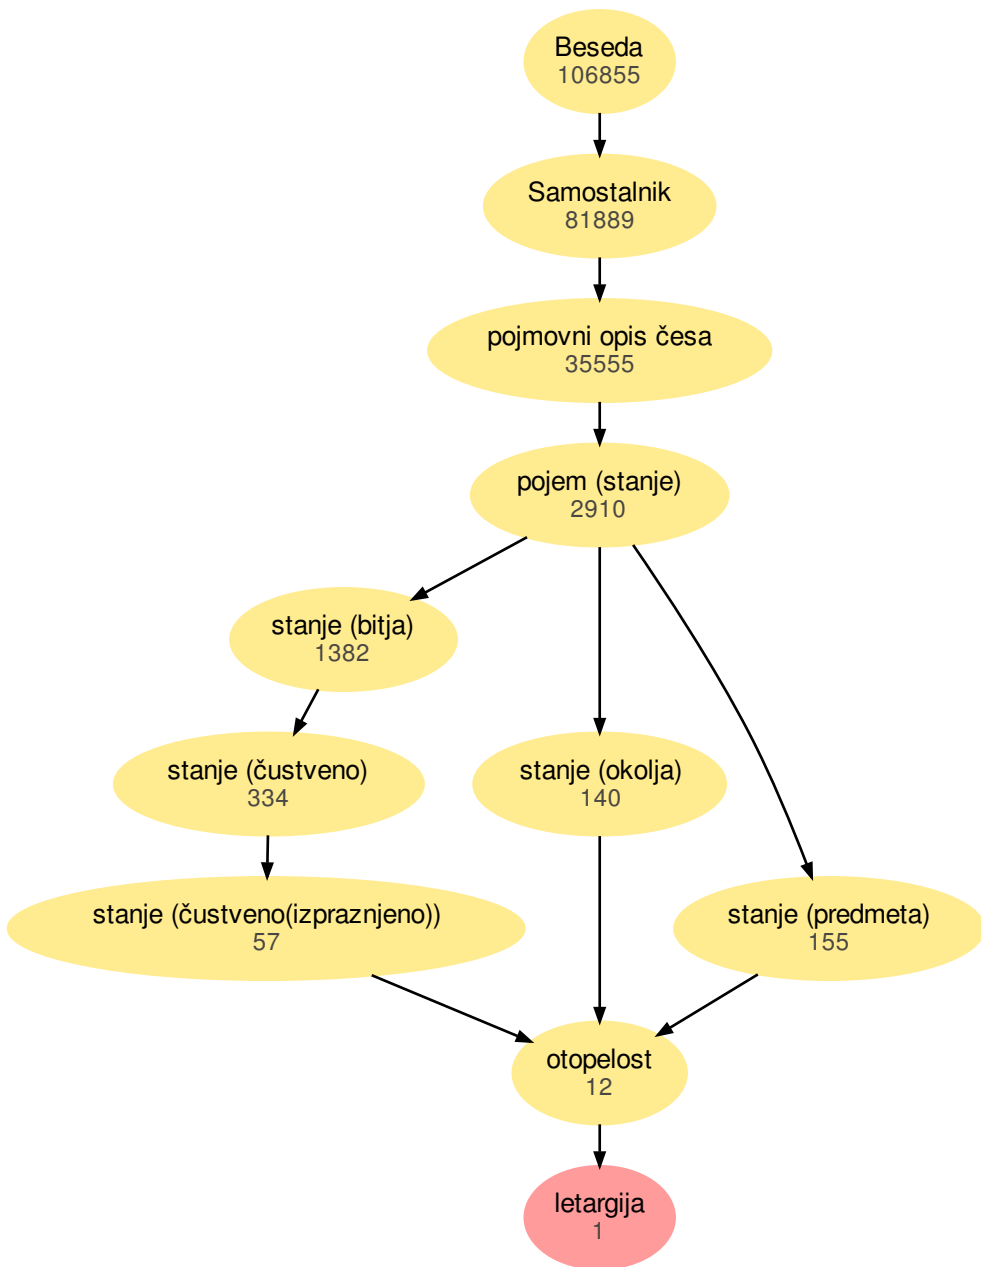 Beseda
106855
Samostalnik
81889
pojmovni opis česa
35555
pojem (stanje)
2910
stanje (bitja)
1382
stanje (čustveno)
334
stanje (okolja)
140
stanje (čustveno(izpraznjeno))
57
stanje (predmeta)
155
otopelost
12
letargija
1